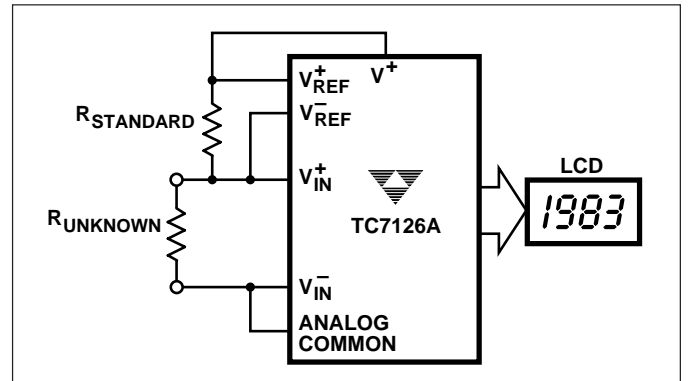 V+
V+REF
V−REF
RSTANDARD
V+IN
LCD
1983
TC7126A
RUNKNOWN
V−IN
ANALOG
COMMON